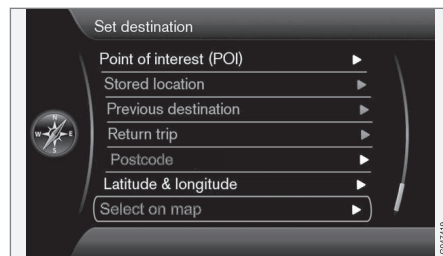 Set destination
Point of interest (POI)
Stored location
Previous destination
Return trip
Postcode
Latitude & longitude
Select on map
N
W
E
S